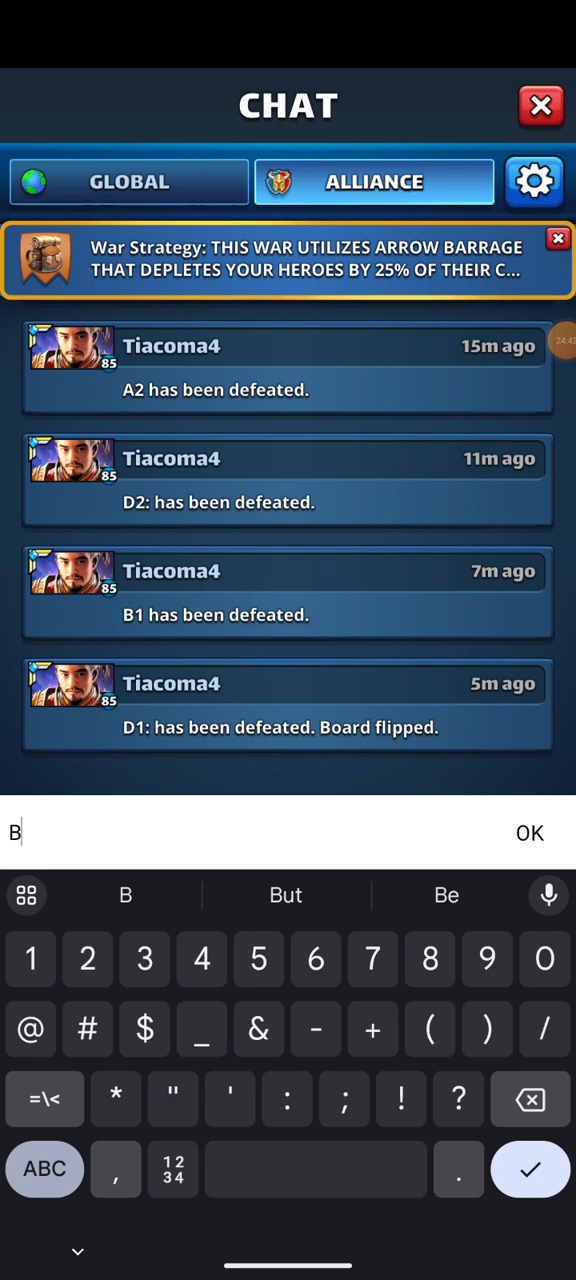 CHAT
GLOBAL
ALLIANCE
War Strategy: THIS WAR UTILIZES ARROW BARRAGE
THAT DEPLETES YOUR HEROES BY 25% OF THEIR C...
Tiacoma4
15m ago
24:42
85
A2 has been defeated.
Tiacoma4
11m ago
85
D2: has been defeated.
Tiacoma4
7m ago
85
B1 has been defeated.
Tiacoma4
5m ago
85
D1: has been defeated. Board flipped.
B
OK
B
But
Be
1 2 3 4 5 6 7 8 9 0
@ # $ _ & - + ( ) /
=\< * " ' : ; ! ?
ABC , 12 .
34